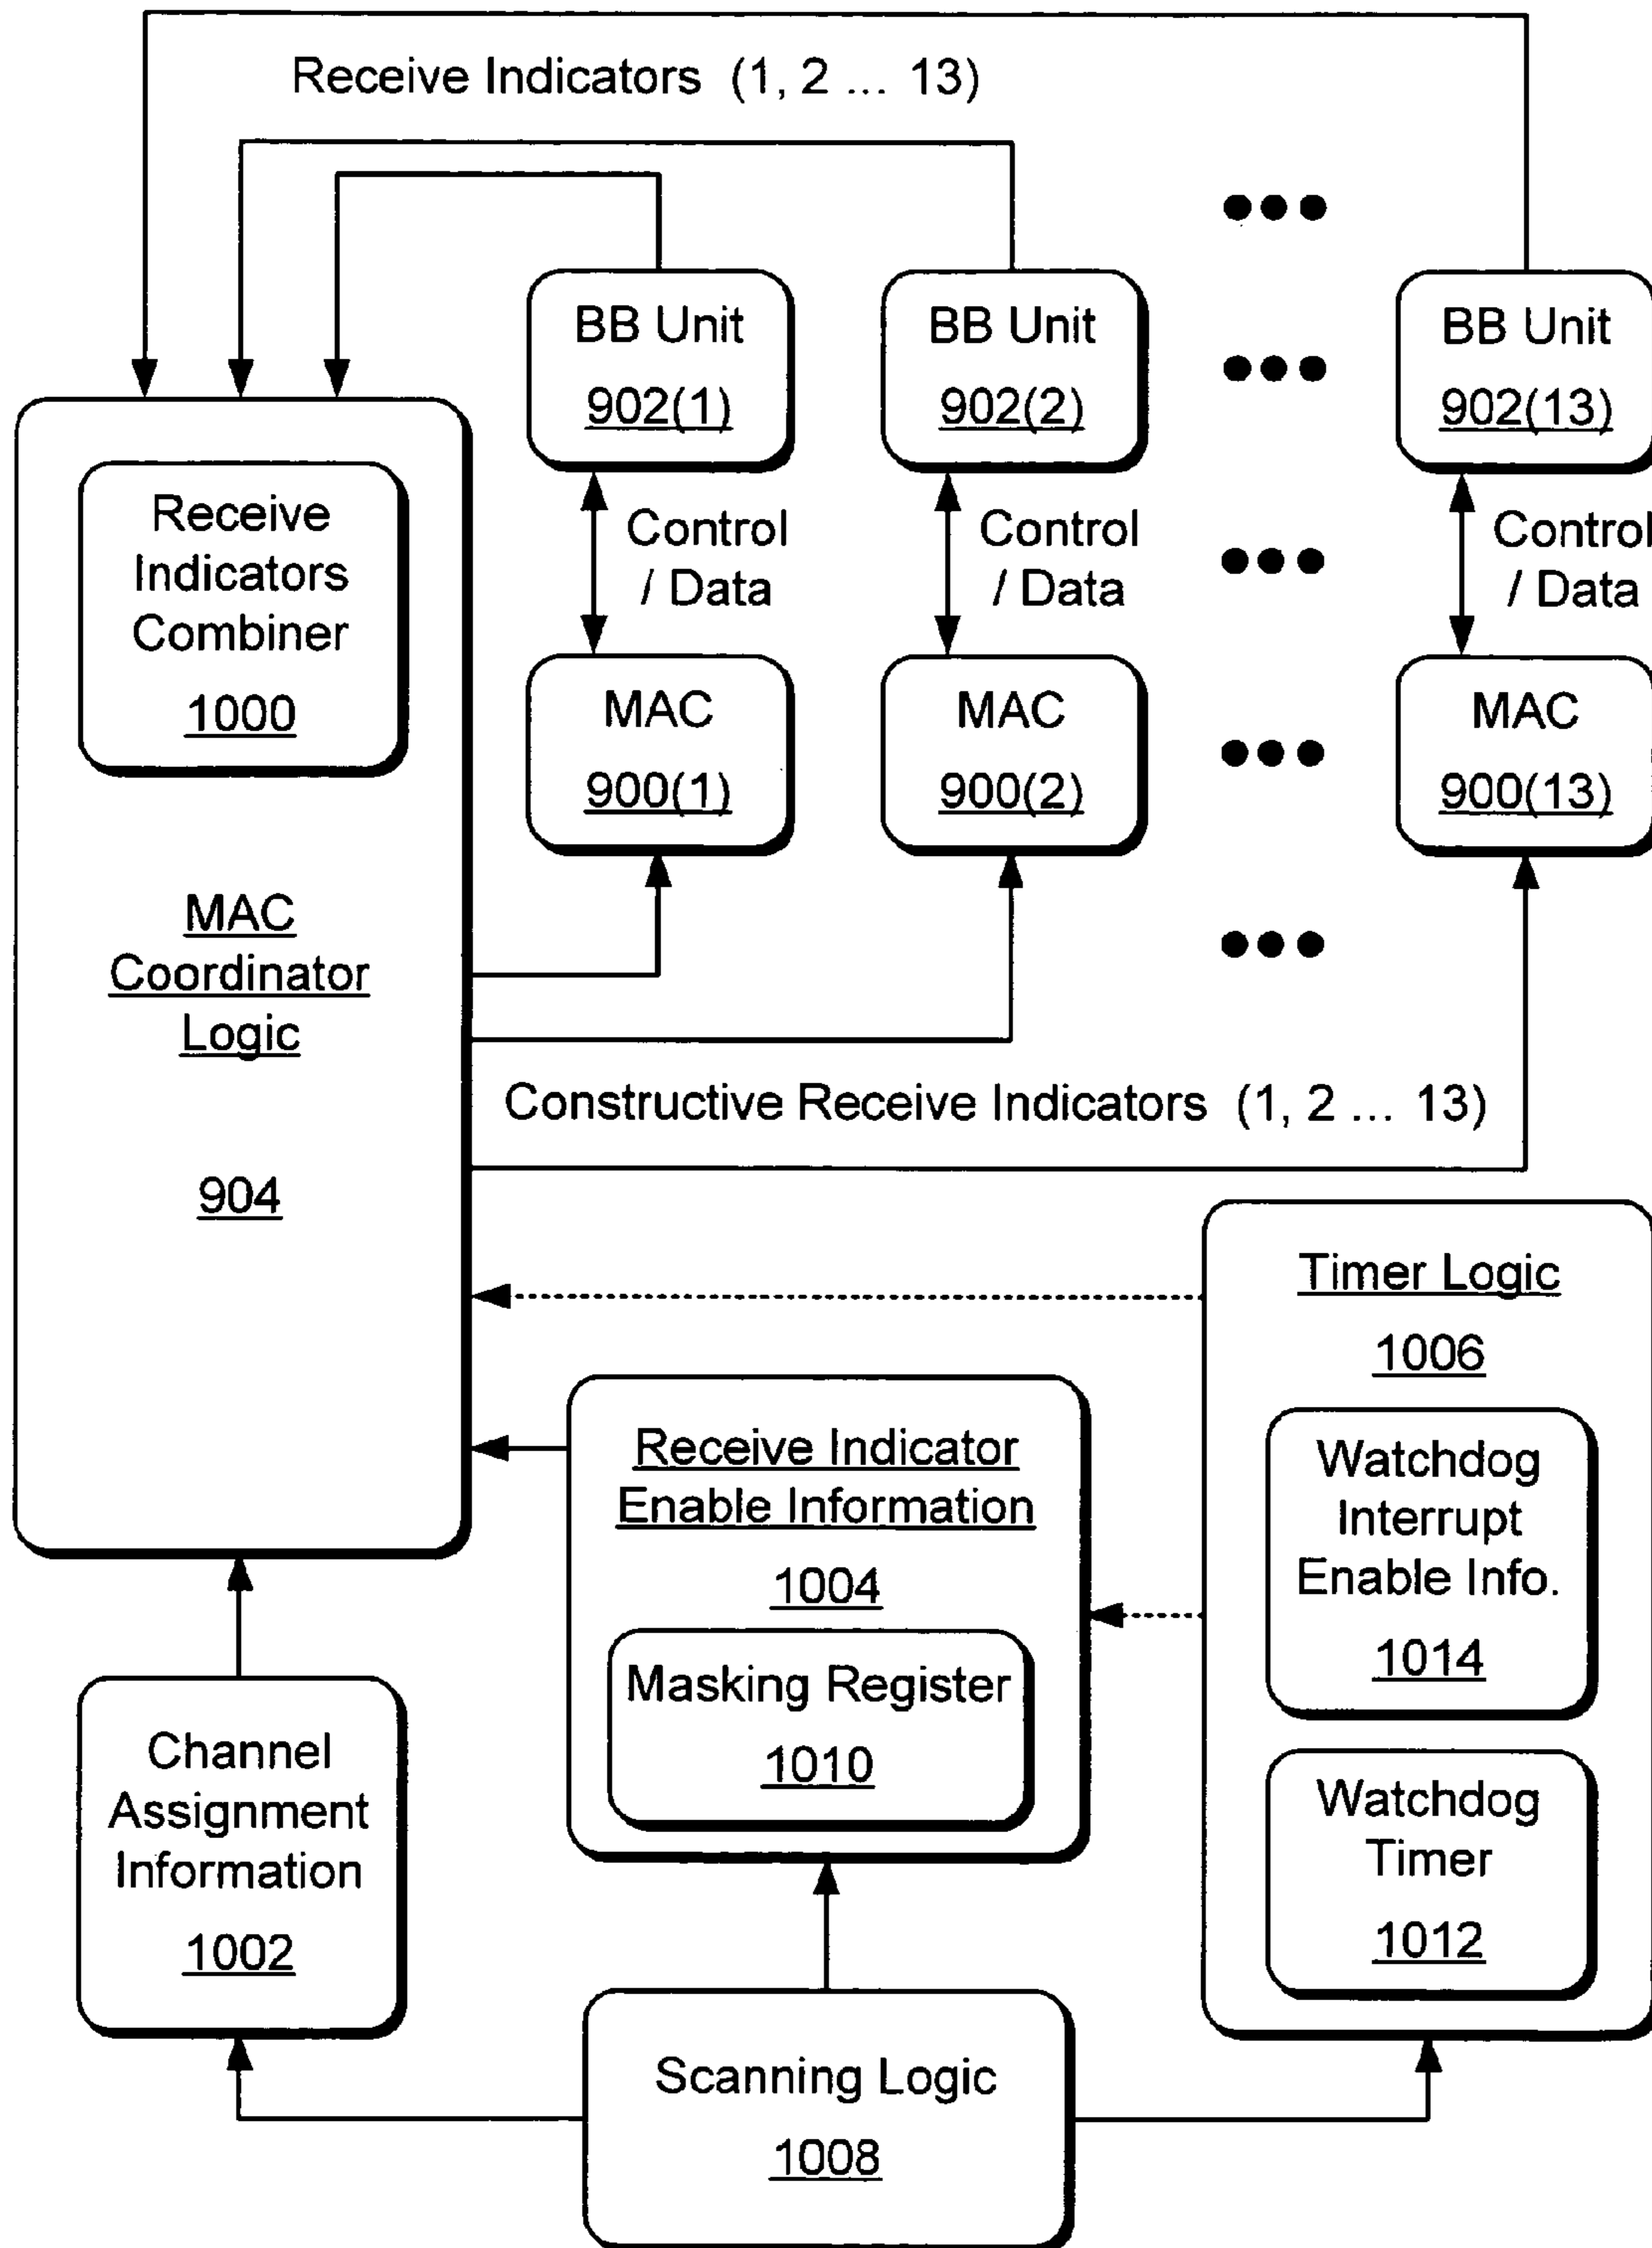 Receive Indicators (1, 2 ... 13)
BB Unit
902(1)
BB Unit
902(2)
BB Unit
902(13)
Control
/ Data
Control
/ Data
Control
/ Data
MAC
900(1)
MAC
900(2)
MAC
900(13)
Receive
Indicators
Combiner
1000
MAC
Coordinator
Logic
904
Constructive Receive Indicators (1, 2 ... 13)
Timer Logic
1006
Watchdog
Interrupt
Enable Info.
1014
Watchdog
Timer
1012
Receive Indicator
Enable Information
1004
Masking Register
1010
Channel
Assignment
Information
1002
Scanning Logic
1008